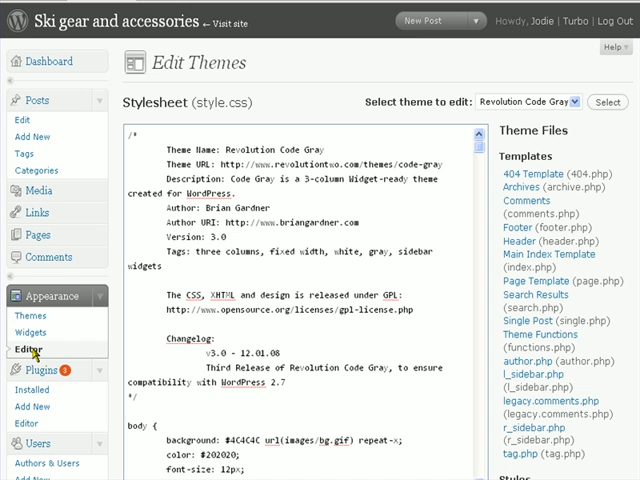 Ski gear and accessories ← Visit site
New Post
Howdy, Jodie | Turbo | Log Out
Help
Dashboard
Posts
Edit
Add New
Tags
Categories
Media
Links
Pages
Comments
Appearance
Themes
Widgets
Editor
Plugins 3
Installed
Add New
Editor
Users
Authors & Users
Add New
Edit Themes
Stylesheet (style.css)
Select theme to edit: Revolution Code Gray Select
/*
Theme Name: Revolution Code Gray
Theme URL: http://www.revolutiontwo.com/themes/code-gray
Description: Code Gray is a 3-column Widget-ready theme
created for WordPress.
Author: Brian Gardner
Author URI: http://www.briangardner.com
Version: 3.0
Tags: three columns, fixed width, white, gray, sidebar
widgets
The CSS, XHTML and design is released under GPL:
http://www.opensource.org/licenses/gpl-license.php
Changelog:
v3.0 - 12.01.08
Third Release of Revolution Code Gray, to ensure
compatibility with WordPress 2.7
*/
body {
background: #4C4C4C url(images/bg.gif) repeat-x;
color: #202020;
font-size: 12px;
Theme Files
Templates
404 Template (404.php)
Archives (archive.php)
Comments
(comments.php)
Footer (footer.php)
Header (header.php)
Main Index Template
(index.php)
Page Template (page.php)
Search Results
(search.php)
Single Post (single.php)
Theme Functions
(functions.php)
author.php (author.php)
l_sidebar.php
(l_sidebar.php)
legacy.comments.php
(legacy.comments.php)
r_sidebar.php
(r_sidebar.php)
tag.php (tag.php)
Styles